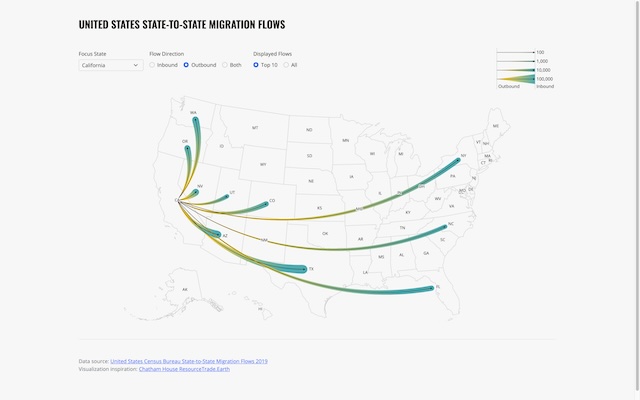 UNITED STATES STATE-TO-STATE MIGRATION FLOWS
Focus State
Flow Direction
Displayed Flows
California
Inbound
Outbound
Both
Top 10
All
100
1,000
10,000
100,000
Outbound
Inbound
WA
MT
ND
MN
ME
OR
ID
WY
SD
WI
MI
VT
NH
NY
MA
CT
RI
NV
UT
CO
NE
IA
IL
PA
NJ
MD
DE
WV
VA
CA
KS
KY
AZ
OK
AR
TN
NC
SC
TX
LA
MS
AL
GA
FL
AK
HI
Data source: United States Census Bureau State-to-State Migration Flows 2019
Visualization inspiration: Chatham House ResourceTrade.Earth